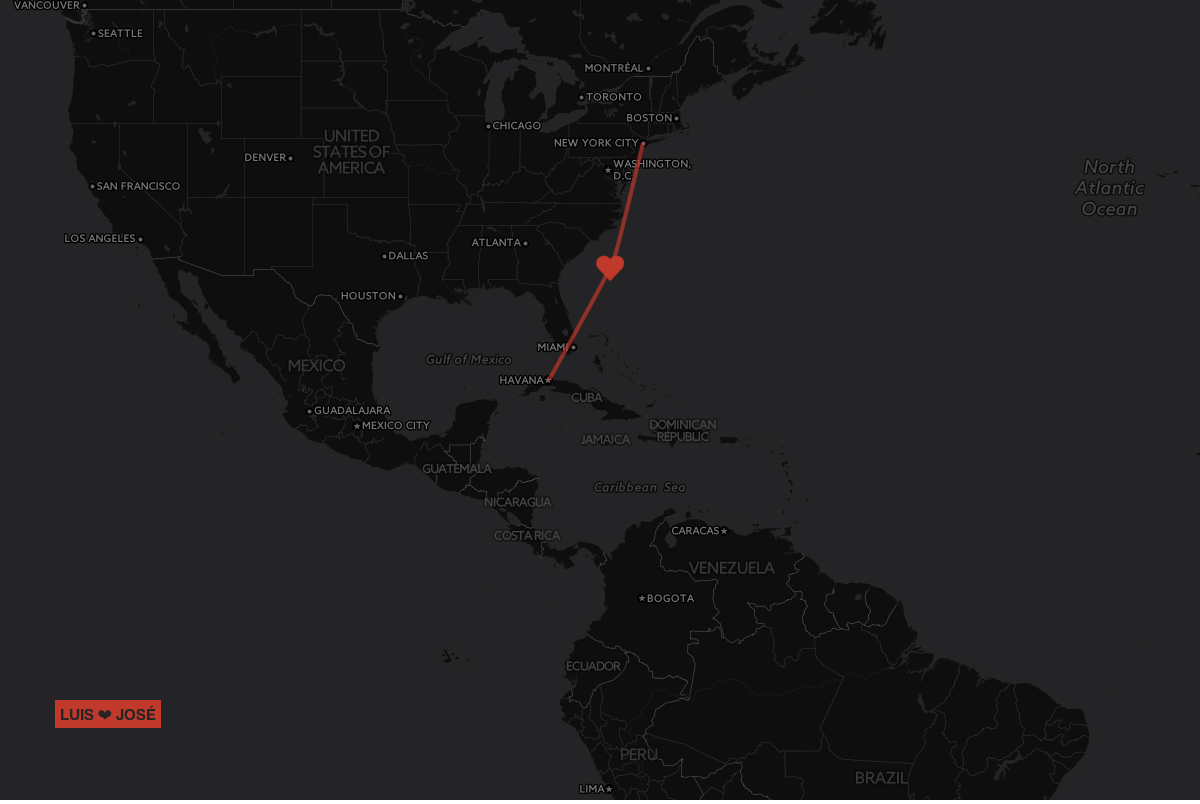 VANCOUVER
SEATTLE
MONTRÉAL
TORONTO
BOSTON
CHICAGO
NEW YORK CITY
UNITED
STATES OF
AMERICA
DENVER
WASHINGTON,
D.C.
North
Atlantic
Ocean
SAN FRANCISCO
LOS ANGELES
ATLANTA
DALLAS
HOUSTON
MIAMI
Gulf of Mexico
MEXICO
HAVANA
CUBA
GUADALAJARA
MEXICO CITY
DOMINICAN
REPUBLIC
JAMAICA
GUATEMALA
Caribbean Sea
NICARAGUA
COSTA RICA
CARACAS
VENEZUELA
BOGOTA
ECUADOR
LUIS ❤ JOSÉ
PERU
BRAZIL
LIMA